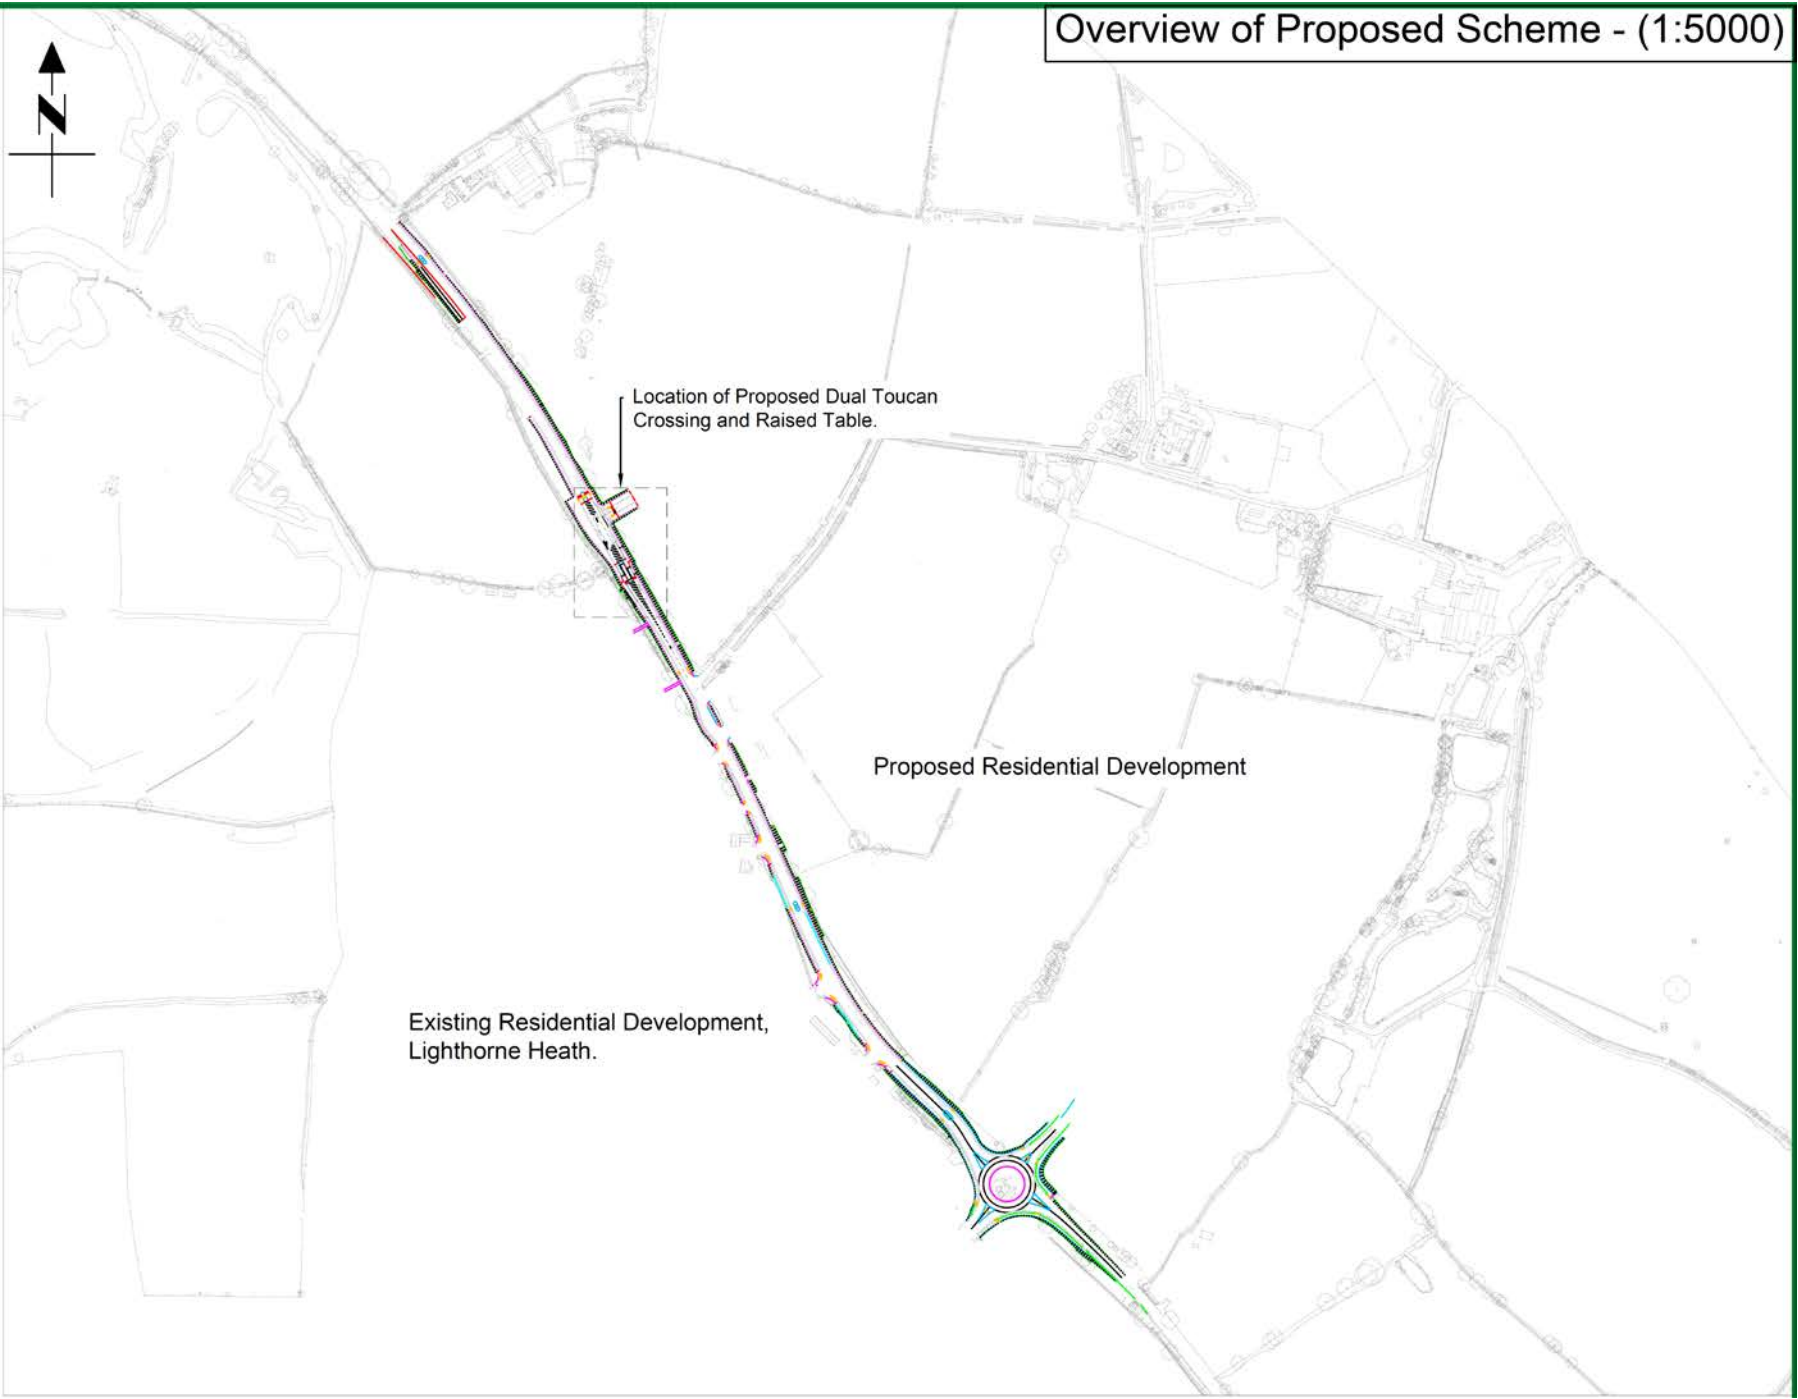 Overview of Proposed Scheme - (1:5000)
N
Location of Proposed Dual Toucan
Crossing and Raised Table.
Proposed Residential Development
Existing Residential Development,
Lighthorne Heath.